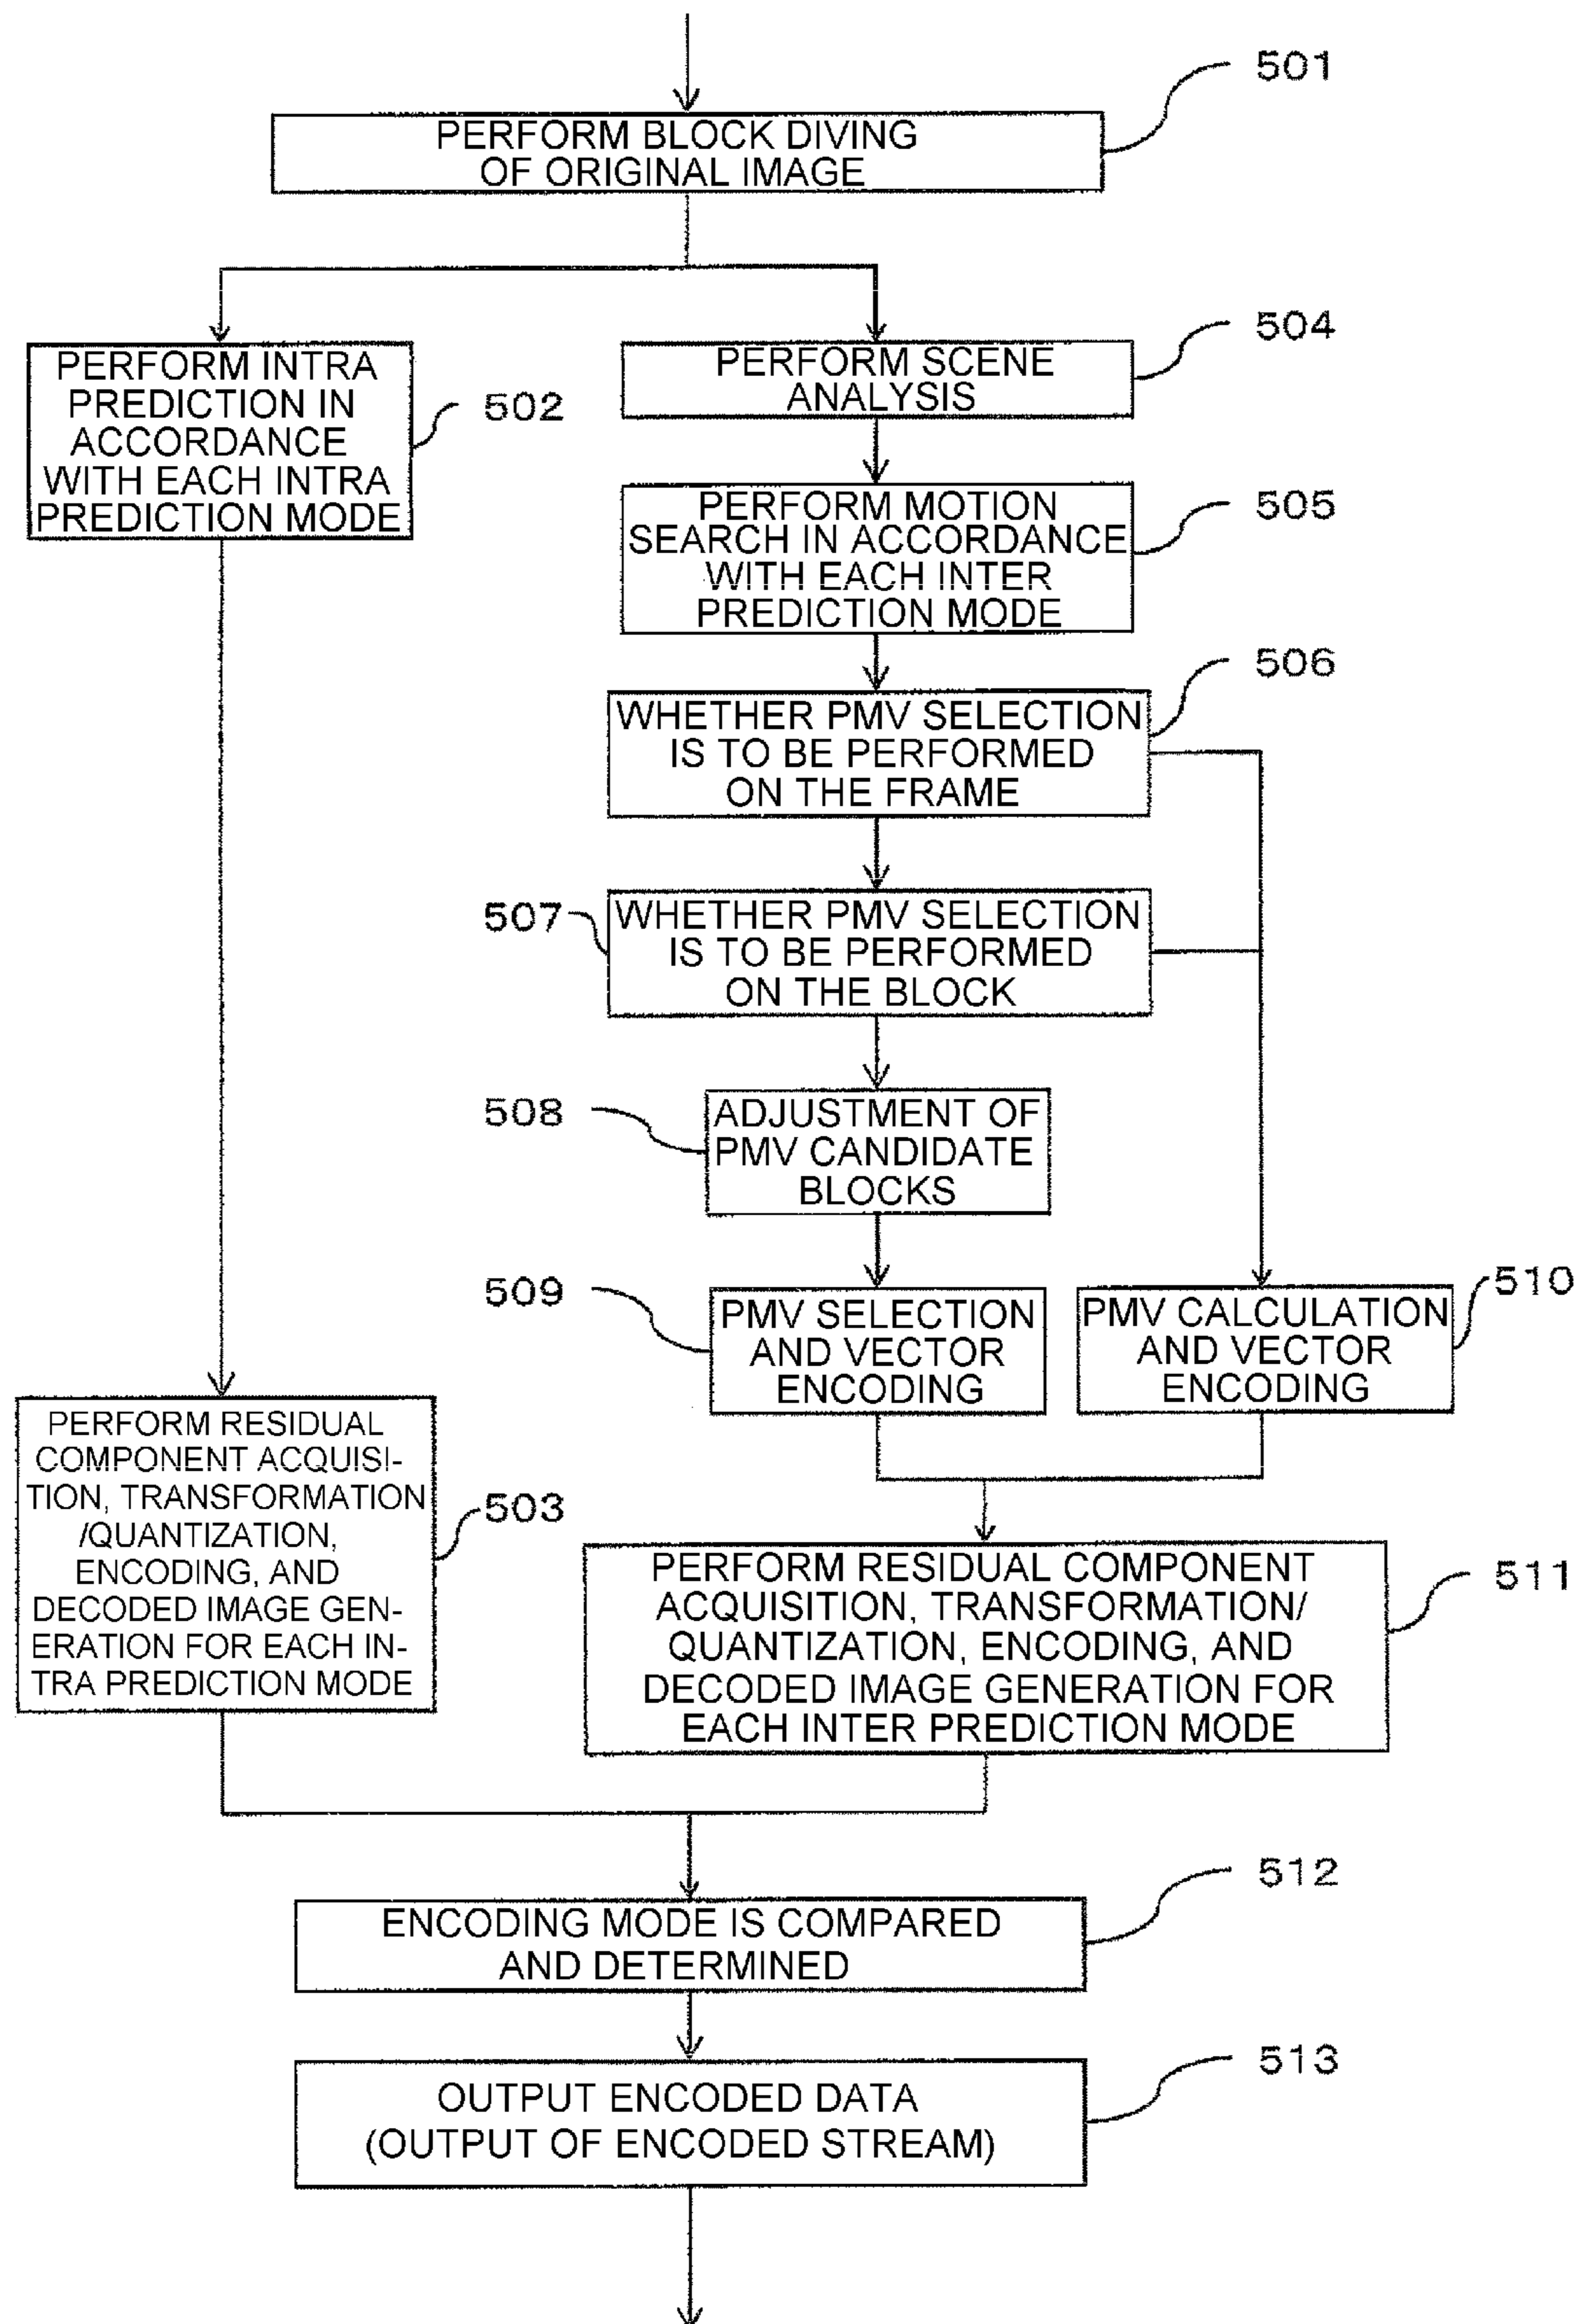 501
PERFORM BLOCK DIVING
OF ORIGINAL IMAGE
PERFORM INTRA
PREDICTION IN
ACCORDANCE
WITH EACH INTRA
PREDICTION MODE
502
504
PERFORM SCENE
ANALYSIS
505
PERFORM MOTION
SEARCH IN ACCORDANCE
WITH EACH INTER
PREDICTION MODE
506
WHETHER PMV SELECTION
IS TO BE PERFORMED
ON THE FRAME
507
WHETHER PMV SELECTION
IS TO BE PERFORMED
ON THE BLOCK
508
ADJUSTMENT OF
PMV CANDIDATE
BLOCKS
509
PMV SELECTION
AND VECTOR
ENCODING
510
PMV CALCULATION
AND VECTOR
ENCODING
PERFORM RESIDUAL
COMPONENT ACQUISI-
TION, TRANSFORMATION
/QUANTIZATION,
ENCODING, AND
DECODED IMAGE GEN-
ERATION FOR EACH IN-
TRA PREDICTION MODE
503
PERFORM RESIDUAL COMPONENT
ACQUISITION, TRANSFORMATION/
QUANTIZATION, ENCODING, AND
DECODED IMAGE GENERATION FOR
EACH INTER PREDICTION MODE
511
512
ENCODING MODE IS COMPARED
AND DETERMINED
513
OUTPUT ENCODED DATA
(OUTPUT OF ENCODED STREAM)